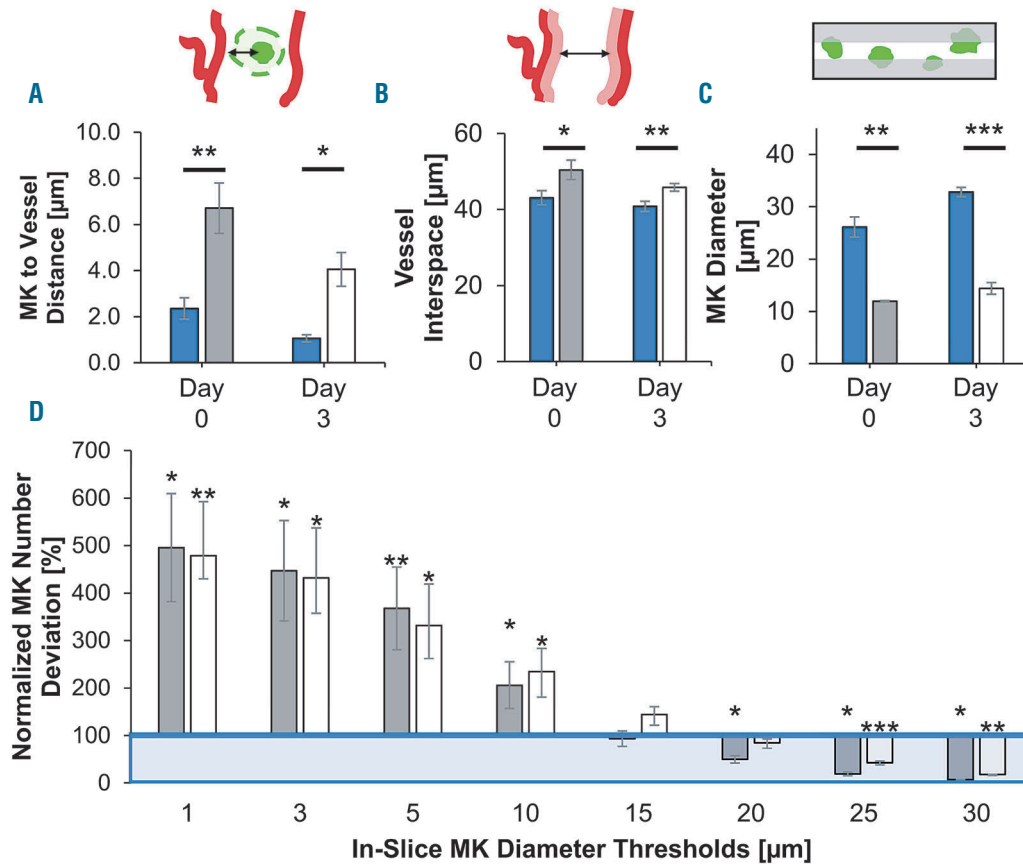 A
B
C
MK to Vessel
Distance [µm]
10.0
8.0
6.0
4.0
2.0
0.0
**
*
Day
0
Day
3
Vessel
Interspace [µm]
60
40
20
0
*
**
Day
0
Day
3
MK Diameter
[µm]
40
30
20
10
0
**
***
Day
0
Day
3
D
Normalized MK Number
Deviation [%]
700
600
500
400
300
200
100
0
* ** * * ** * * * * * *** * **
1 3 5 10 15 20 25 30
In-Slice MK Diameter Thresholds [µm]